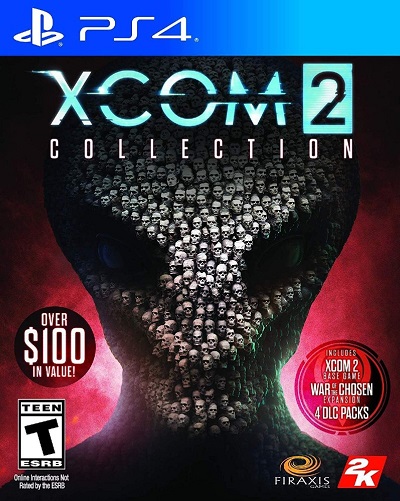 PS4
XCOM 2
COLLECTION
OVER
$100
IN VALUE!
INCLUDES
XCOM 2
BASE GAME
WAR OF THE CHOSEN
EXPANSION
4 DLC PACKS
TEEN
T
ESRB
Online Interactions Not
Rated by the ESRB
FIRAXIS
GAMES
2K